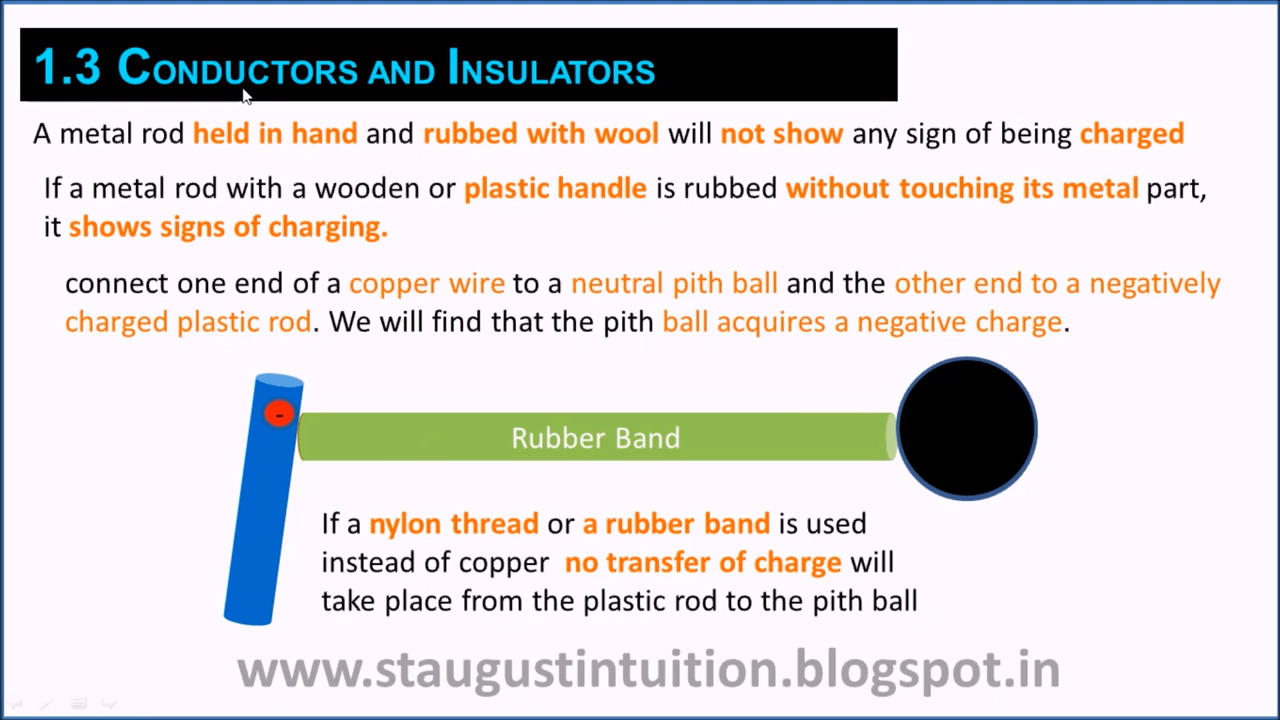 1.3 Conductors and Insulators
A metal rod held in hand and rubbed with wool will not show any sign of being charged
If a metal rod with a wooden or plastic handle is rubbed without touching its metal part,
it shows signs of charging.
connect one end of a copper wire to a neutral pith ball and the other end to a negatively
charged plastic rod. We will find that the pith ball acquires a negative charge.
-
Rubber Band
If a nylon thread or a rubber band is used
instead of copper no transfer of charge will
take place from the plastic rod to the pith ball
www.staugustintuition.blogspot.in